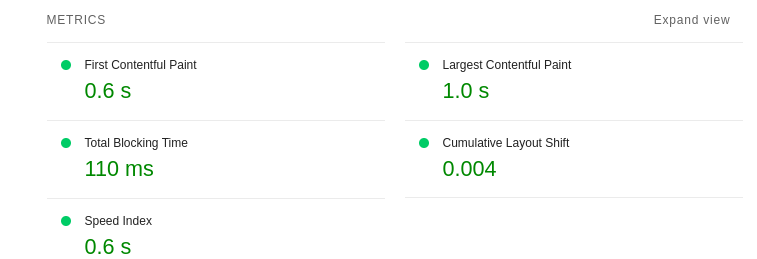 METRICS
Expand view
First Contentful Paint
0.6 s
Largest Contentful Paint
1.0 s
Total Blocking Time
110 ms
Cumulative Layout Shift
0.004
Speed Index
0.6 s